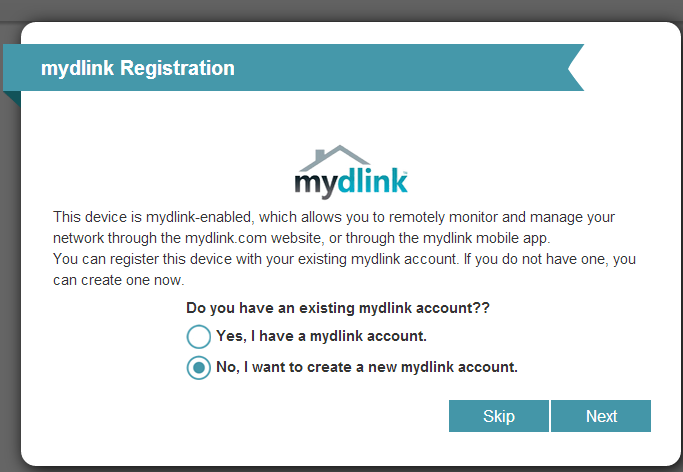 mydlink Registration
mydlink
This device is mydlink-enabled, which allows you to remotely monitor and manage your
network through the mydlink.com website, or through the mydlink mobile app.
You can register this device with your existing mydlink account. If you do not have one, you
can create one now.
Do you have an existing mydlink account??
Yes, I have a mydlink account.
No, I want to create a new mydlink account.
Skip Next